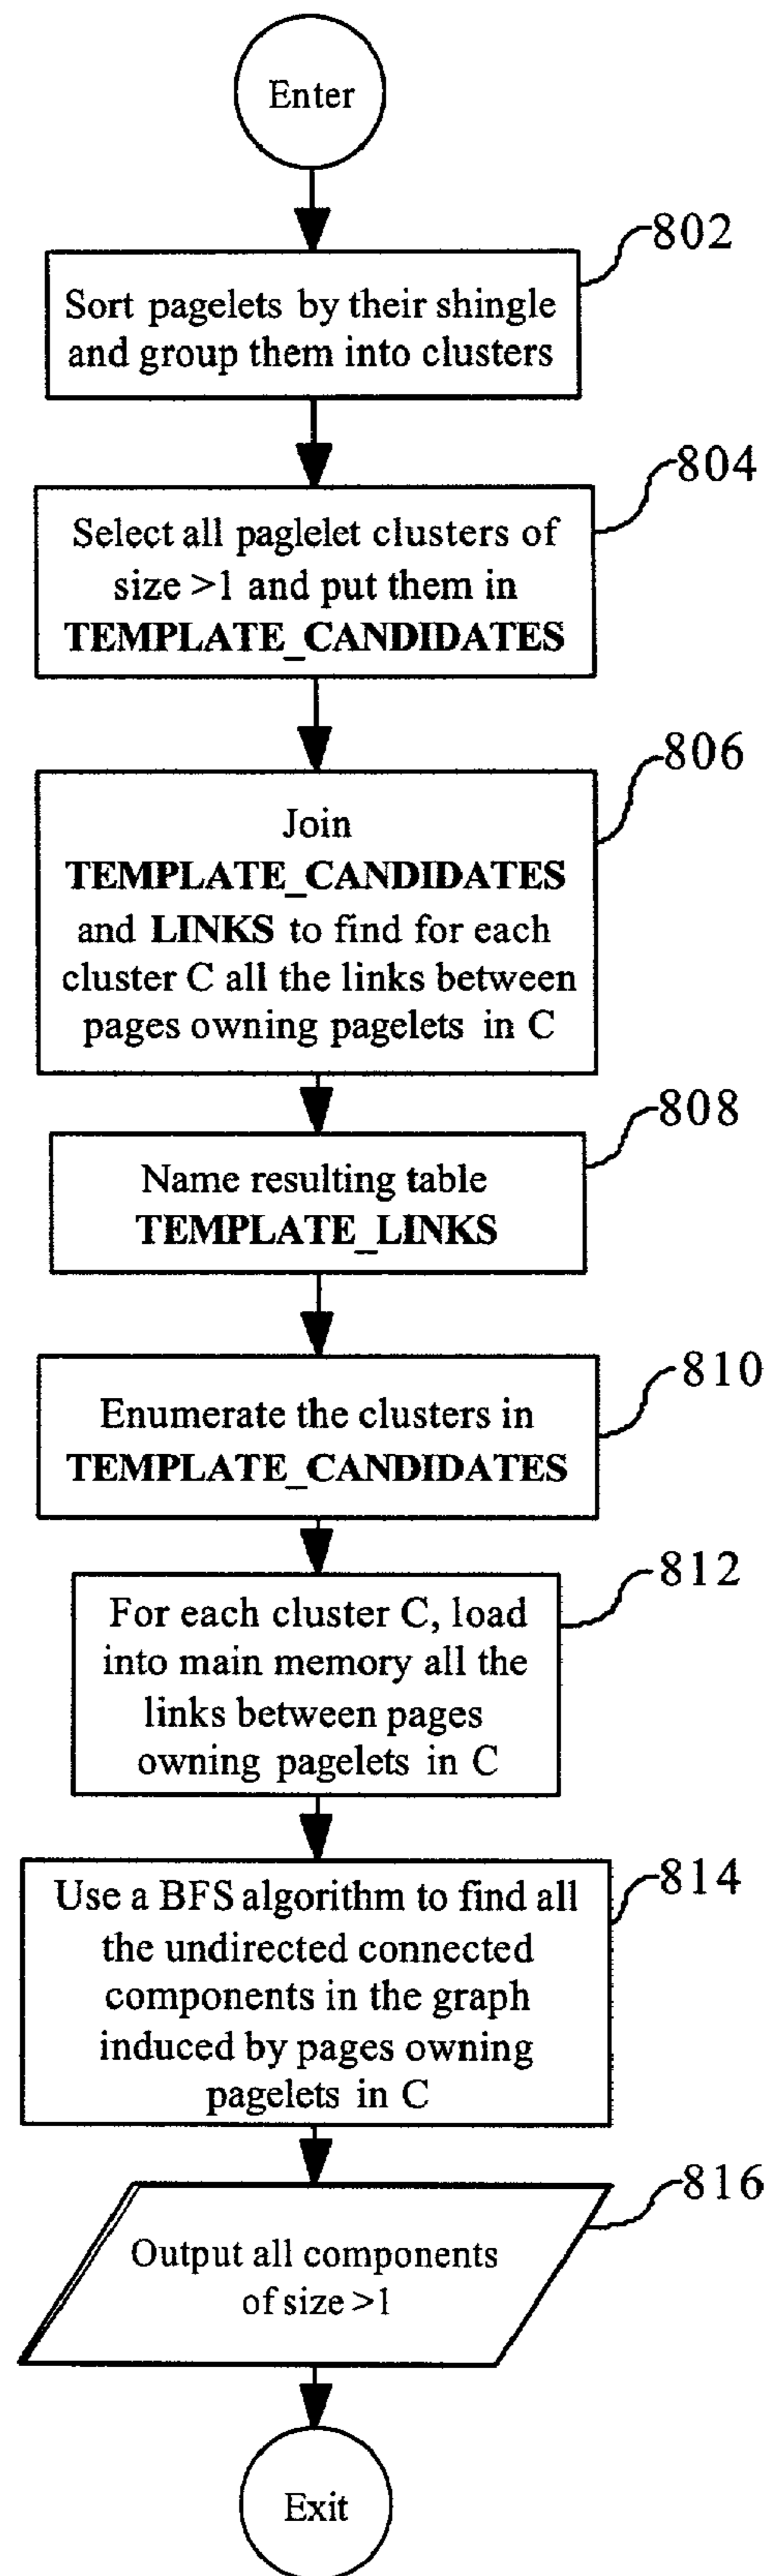 Enter
802
Sort pagelets by their shingle
and group them into clusters
804
Select all paglelet clusters of
size >1 and put them in
TEMPLATE_CANDIDATES
806
Join
TEMPLATE_CANDIDATES
and LINKS to find for each
cluster C all the links between
pages owning pagelets in C
808
Name resulting table
TEMPLATE_LINKS
810
Enumerate the clusters in
TEMPLATE_CANDIDATES
812
For each cluster C, load
into main memory all the
links between pages
owning pagelets in C
814
Use a BFS algorithm to find all
the undirected connected
components in the graph
induced by pages owning
pagelets in C
816
Output all components
of size >1
Exit